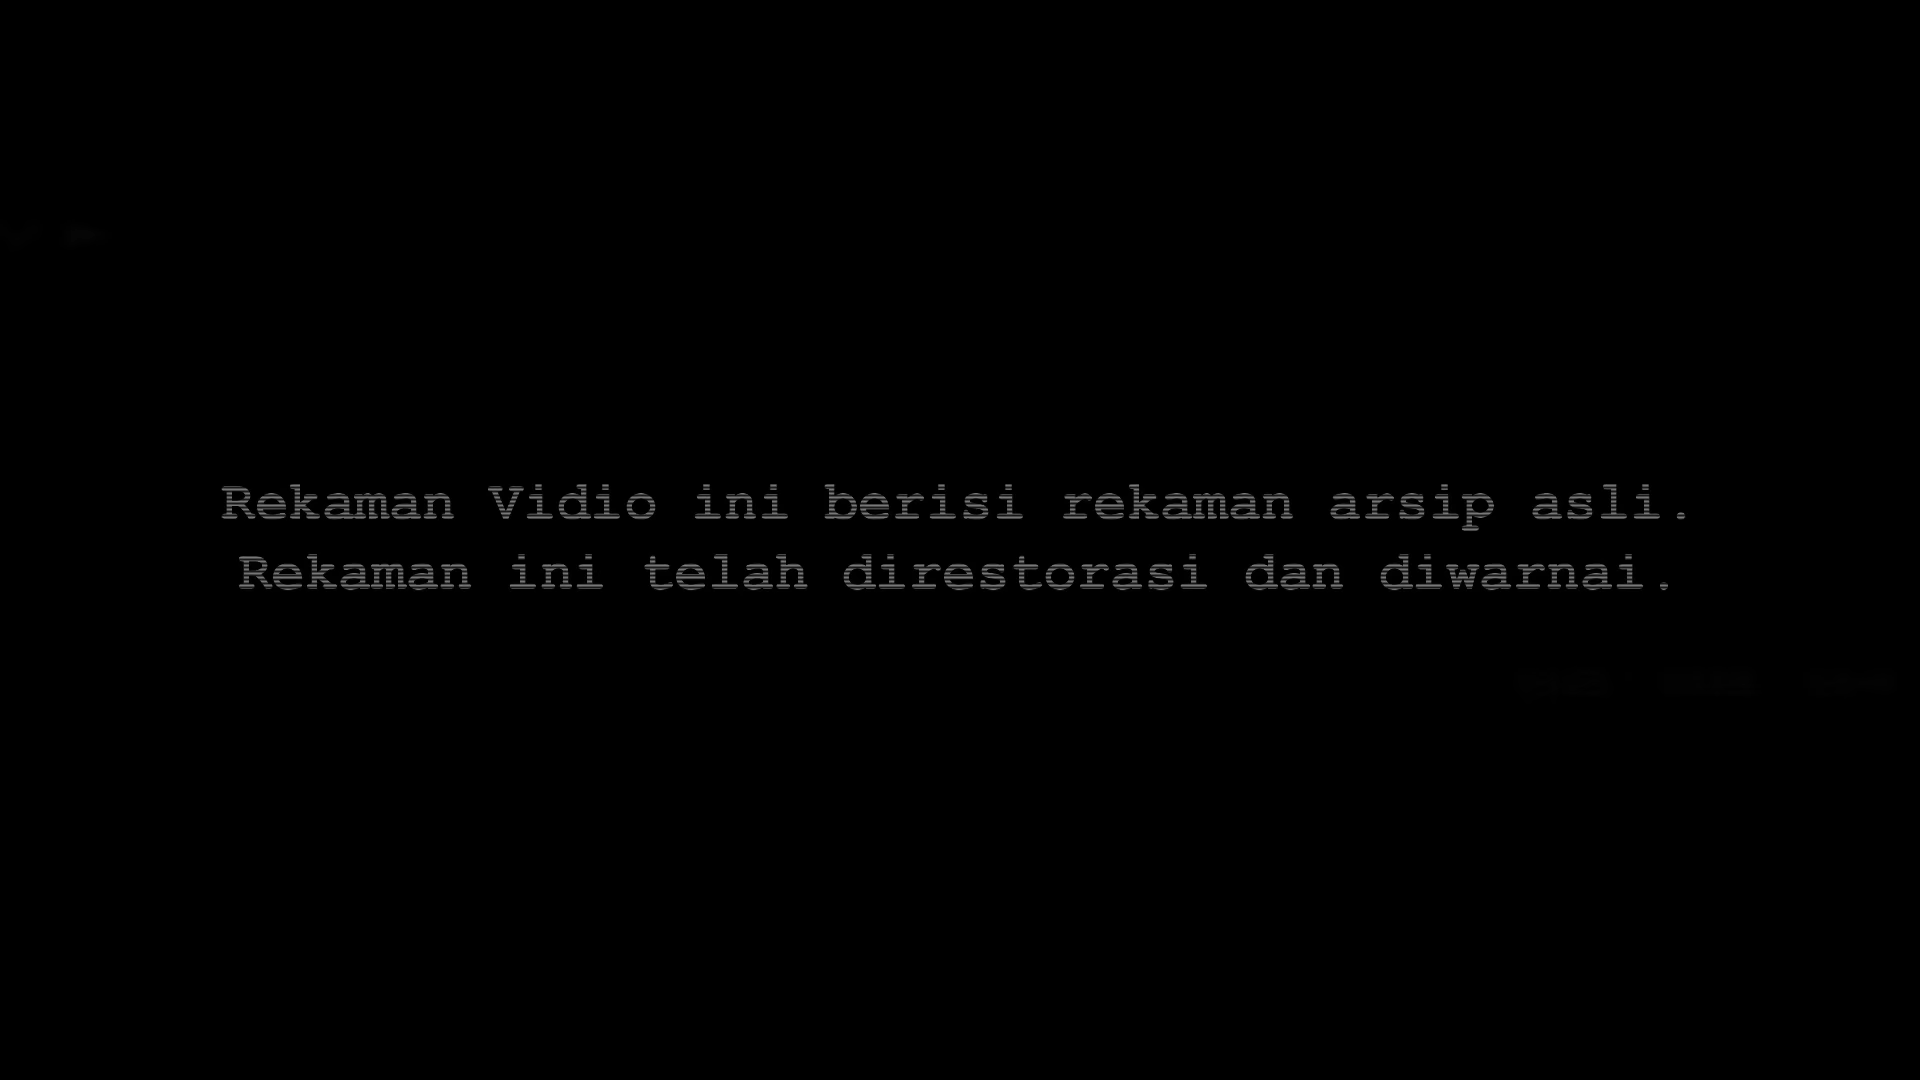 Rekaman Vidio ini berisi rekaman arsip asli.
Rekaman ini telah direstorasi dan diwarnai.